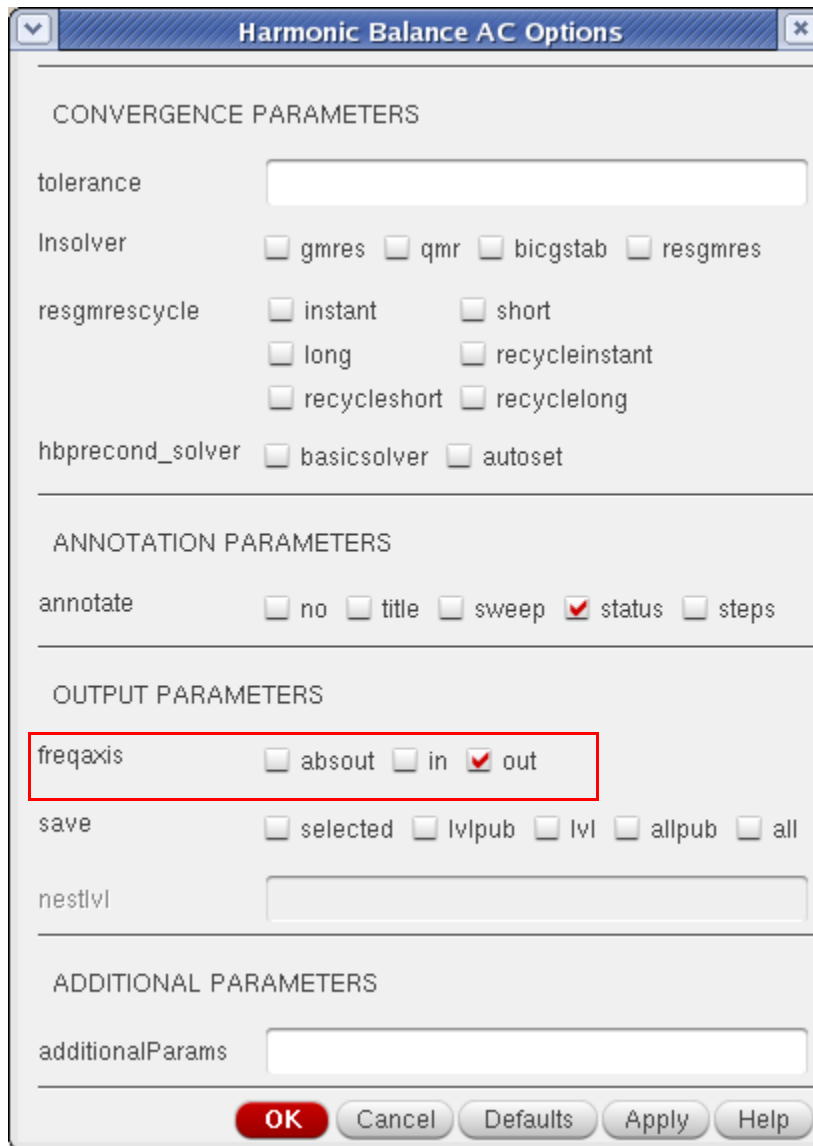 Harmonic Balance AC Options
CONVERGENCE PARAMETERS
tolerance
lnsolver gmres qmr bicgstab resgmres
resgmrescycle instant short
long recycleinstant
recycleshort recyclelong
hbprecond_solver basicsolver autoset
ANNOTATION PARAMETERS
annotate no title sweep status steps
OUTPUT PARAMETERS
freqaxis absout in out
save selected lvlpub lvl allpub all
nestlvl
ADDITIONAL PARAMETERS
additionalParams
OK Cancel Defaults Apply Help